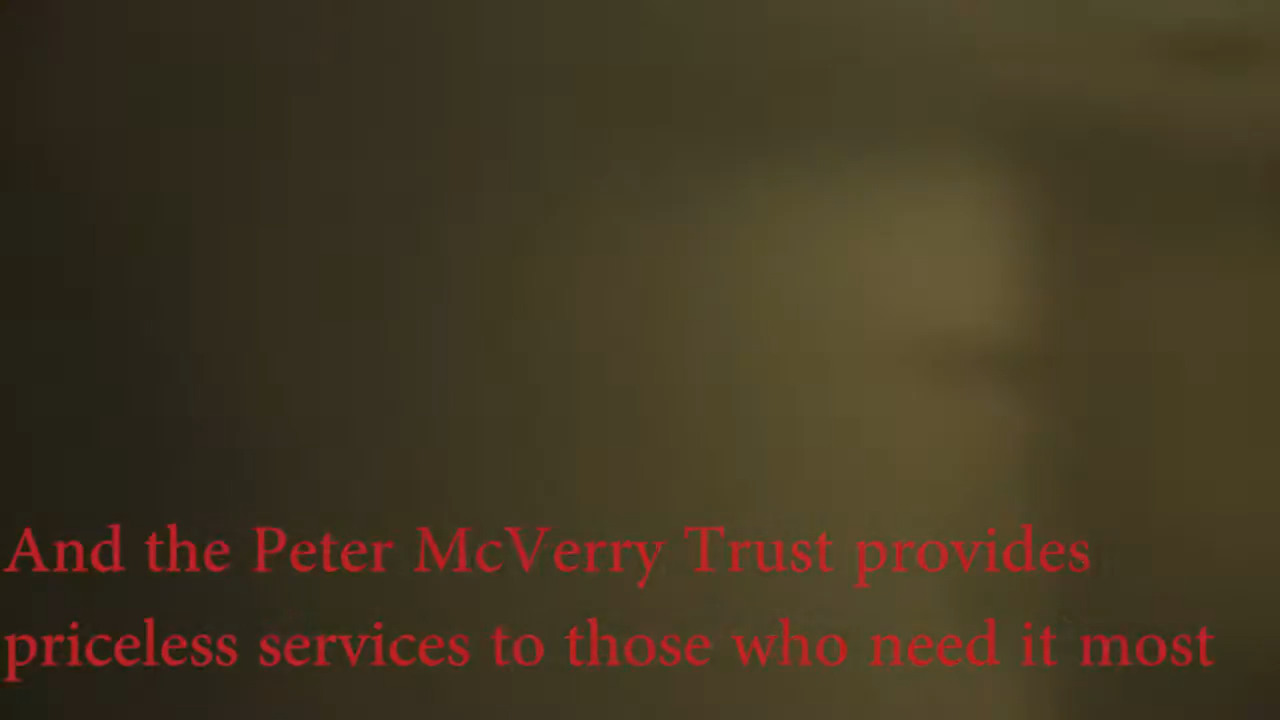 And the Peter McVerry Trust provides
priceless services to those who need it most